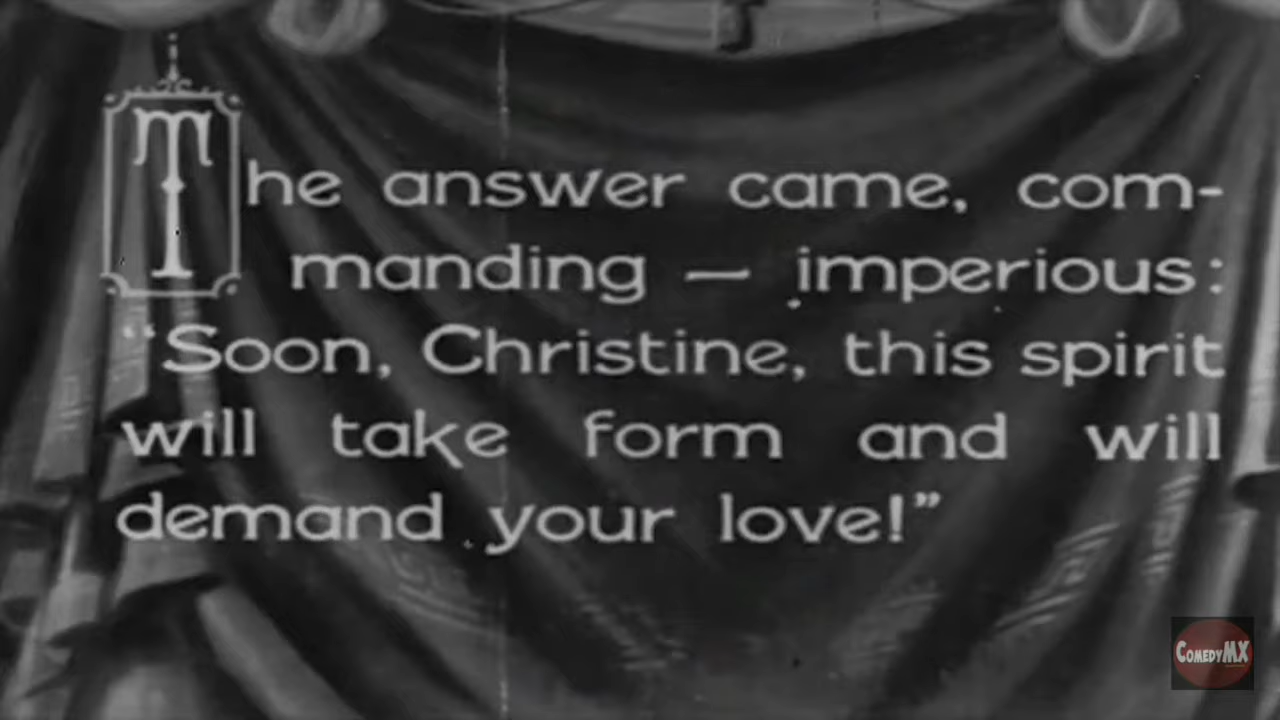 The answer came, com-
manding — imperious:
“Soon, Christine, this spirit
will take form and will
demand your love!”
COMEDYMX